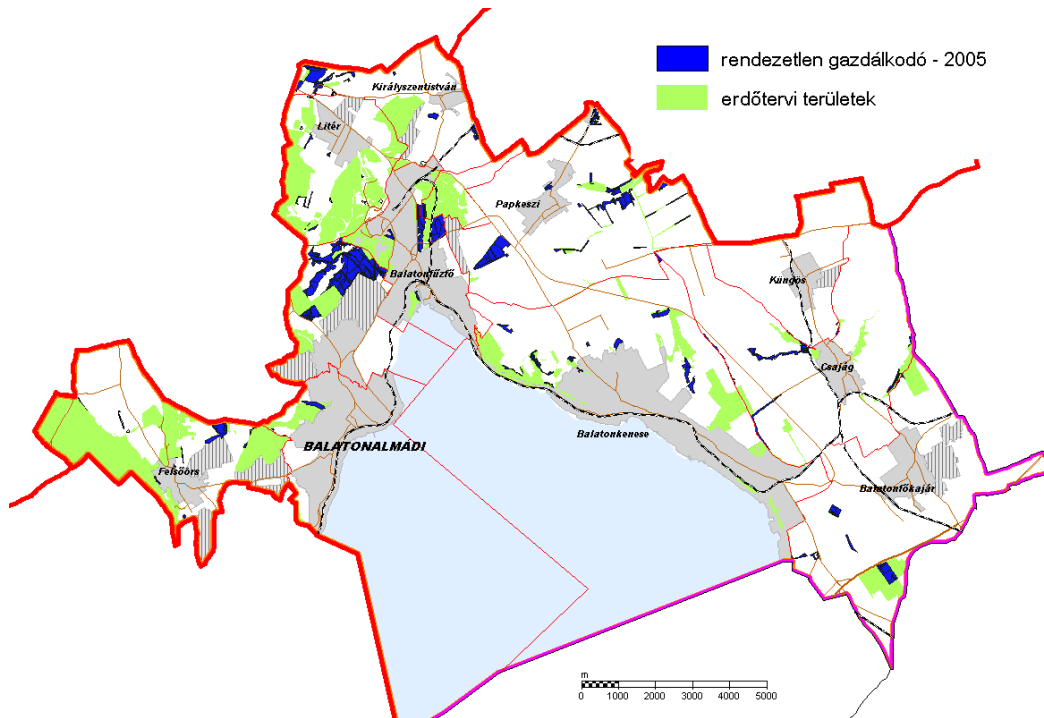 rendezetlen gazdálkodó - 2005
erdőtervi területek
Királyszentistván
Litér
Papkeszi
Balatonfűzfő
Küngös
Csajág
BALATONALMÁDI
Balatonkenese
Felsőörs
Balatonfőkajár
m
0 1000 2000 3000 4000 5000